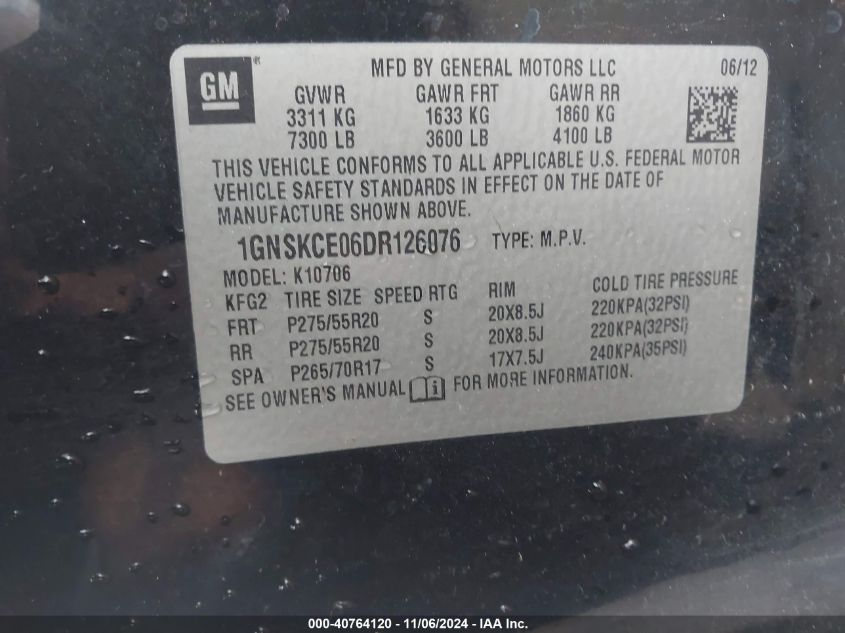 GM
MFD BY GENERAL MOTORS LLC 06/12
GVWR GAWR FRT GAWR RR
3311 KG 1633 KG 1860 KG
7300 LB 3600 LB 4100 LB
THIS VEHICLE CONFORMS TO ALL APPLICABLE U.S. FEDERAL MOTOR
VEHICLE SAFETY STANDARDS IN EFFECT ON THE DATE OF
MANUFACTURE SHOWN ABOVE.
1GNSKCE06DR126076 TYPE: M.P.V.
MODEL: K10706
KFG2 TIRE SIZE SPEED RTG RIM COLD TIRE PRESSURE
FRT P275/55R20 S 20X8.5J 220KPA(32PSI)
RR P275/55R20 S 20X8.5J 220KPA(32PSI)
SPA P265/70R17 S 17X7.5J 240KPA(35PSI)
SEE OWNER'S MANUAL FOR MORE INFORMATION.
000-40764120 - 11/06/2024 - IAA Inc.